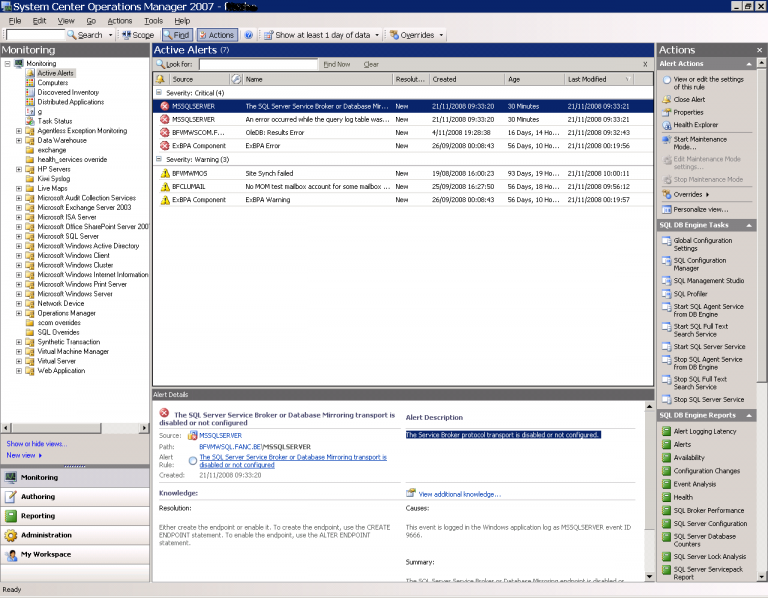 System Center Operations Manager 2007 -
File Edit View Go Actions Tools Help
Search Scope Find Actions Show at least 1 day of data Overrides
Monitoring
Monitoring
Active Alerts
Computers
Discovered Inventory
Distributed Applications
g
Task Status
Agentless Exception Monitoring
Data Warehouse
exchange
health_services override
HP Servers
Kiwi Syslog
Live Maps
Microsoft Audit Collection Services
Microsoft Exchange Server 2003
Microsoft ISA Server
Microsoft Office SharePoint Server 200
Microsoft SQL Server
Microsoft Windows Active Directory
Microsoft Windows Client
Microsoft Windows Cluster
Microsoft Windows Internet Information
Microsoft Windows Print Server
Microsoft Windows Server
Network Device
Operations Manager
scom overrides
SQL Overrides
Synthetic Transaction
Virtual Machine Manager
Virtual Server
Web Application
Show or hide views...
New view
Monitoring
Authoring
Reporting
Administration
My Workspace
Ready
Active Alerts (7)
Look for: Find Now Clear x
Source Name Resolut... Created Age Last Modified
Severity: Critical (4)
MSSQLSERVER The SQL Server Service Broker or Database Mir... New 21/11/2008 09:33:20 30 Minutes 21/11/2008 09:33:21
MSSQLSERVER An error occurred while the query log table was... New 21/11/2008 09:33:20 30 Minutes 21/11/2008 09:33:21
BFVMWSCOM.F... OleDB: Results Error New 4/11/2008 19:28:38 16 Days, 14 Ho... 21/11/2008 09:32:43
ExBPA Component ExBPA Error New 26/09/2008 00:08:43 56 Days, 10 Ho... 21/11/2008 00:19:56
Severity: Warning (3)
BFVMWMOS Site Synch Failed New 19/08/2008 16:00:23 93 Days, 19 Ho... 21/11/2008 10:00:11
BFCLUMAIL No MOM test mailbox account for some mailbox ... New 25/09/2008 16:27:50 56 Days, 18 Ho... 21/11/2008 09:56:12
ExBPA Component ExBPA Warning New 26/09/2008 00:08:43 56 Days, 10 Ho... 21/11/2008 00:19:57
Alert Details
The SQL Server Service Broker or Database Mirroring transport is
disabled or not configured
Source: MSSQLSERVER
Path: BFVMWSQL.FANC.BE\MSSQLSERVER
Alert Rule: The SQL Server Service Broker or Database Mirroring transport is
disabled or not configured
Created: 21/11/2008 09:33:20
Alert Description
The Service Broker protocol transport is disabled or not configured.
Knowledge:
View additional knowledge...
Resolution:
Either create the endpoint or enable it. To create the endpoint, use the CREATE
ENDPOINT statement. To enable the endpoint, use the ALTER ENDPOINT
statement.
Causes:
This event is logged in the Windows application log as MSSQLSERVER event ID
9666.
Summary:
The SQL Server Service Broker or Database Mirroring endpoint is disabled or
Actions x
Alert Actions
View or edit the settings
of this rule
Close Alert
Properties
Health Explorer
Start Maintenance
Mode...
Edit Maintenance Mode
settings...
Stop Maintenance Mode
Overrides
Personalize view...
SQL DB Engine Tasks
Global Configuration
Settings
SQL Configuration
Manager
SQL Management Studio
SQL Profiler
Start SQL Agent Service
from DB Engine
Start SQL Full Text
Search Service
Start SQL Server Service
Stop SQL Agent Service
from DB Engine
Stop SQL Full Text
Search Service
Stop SQL Server Service
SQL DB Engine Reports
Alert Logging Latency
Alerts
Availability
Configuration Changes
Event Analysis
Health
SQL Broker Performance
SQL Server Configuration
SQL Server Database
Counters
SQL Server Lock Analysis
SQL Server Servicepack
Report